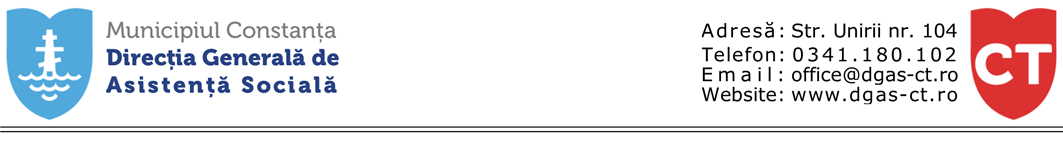 Municipiul Constanța
Direcția Generală de
Asistență Socială
Adresă: Str. Unirii nr. 104
Telefon: 0341.180.102
Email: office@dgas-ct.ro
Website: www.dgas-ct.ro
CT